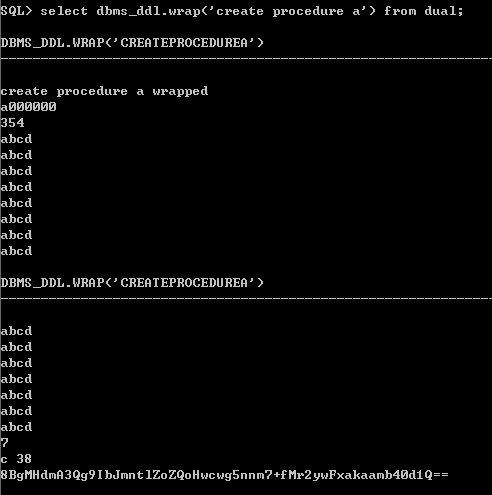 SQL> select dbms_ddl.wrap('create procedure a') from dual;
DBMS_DDL.WRAP('CREATEPROCEDUREA')
--------------------------------------------------------------
create procedure a wrapped
a000000
354
abcd
abcd
abcd
abcd
abcd
abcd
abcd
abcd
DBMS_DDL.WRAP('CREATEPROCEDUREA')
--------------------------------------------------------------
abcd
abcd
abcd
abcd
abcd
abcd
abcd
7
c 38
8BgMHdmA3Qg9IbJmntlZoZQoHwcwg5nnm7+fMr2ywFxakaamb40d1Q==